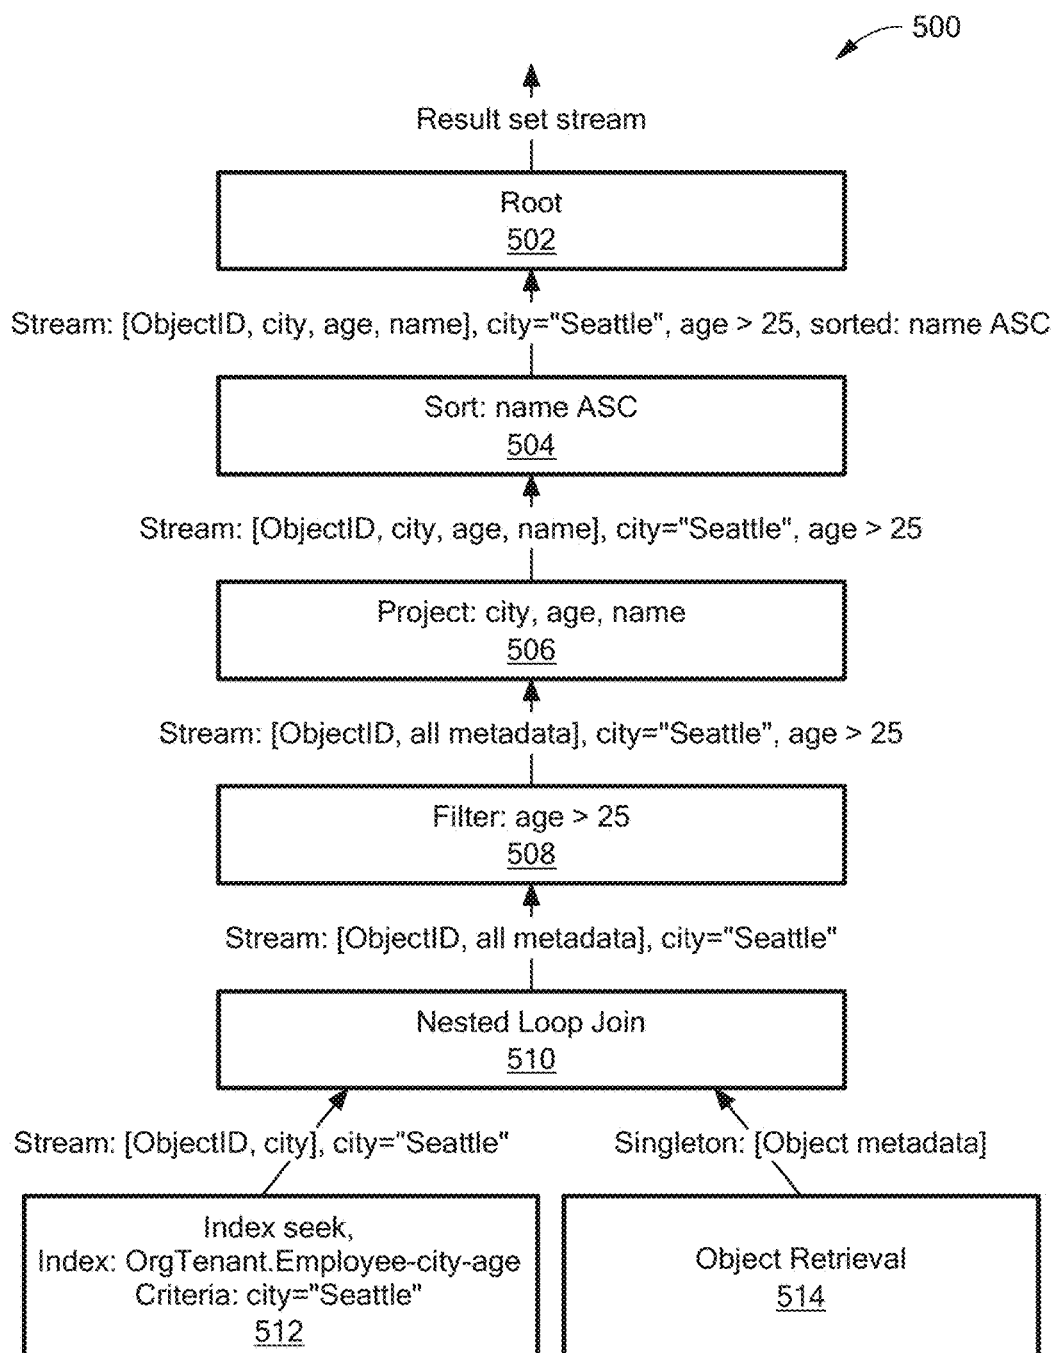 500
Result set stream
Root
502
Stream: [ObjectID, city, age, name], city="Seattle", age > 25, sorted: name ASC
Sort: name ASC
504
Stream: [ObjectID, city, age, name], city="Seattle", age > 25
Project: city, age, name
506
Stream: [ObjectID, all metadata], city="Seattle", age > 25
Filter: age > 25
508
Stream: [ObjectID, all metadata], city="Seattle"
Nested Loop Join
510
Stream: [ObjectID, city], city="Seattle"
Singleton: [Object metadata]
Index seek,
Index: OrgTenant.Employee-city-age
Criteria: city="Seattle"
512
Object Retrieval
514